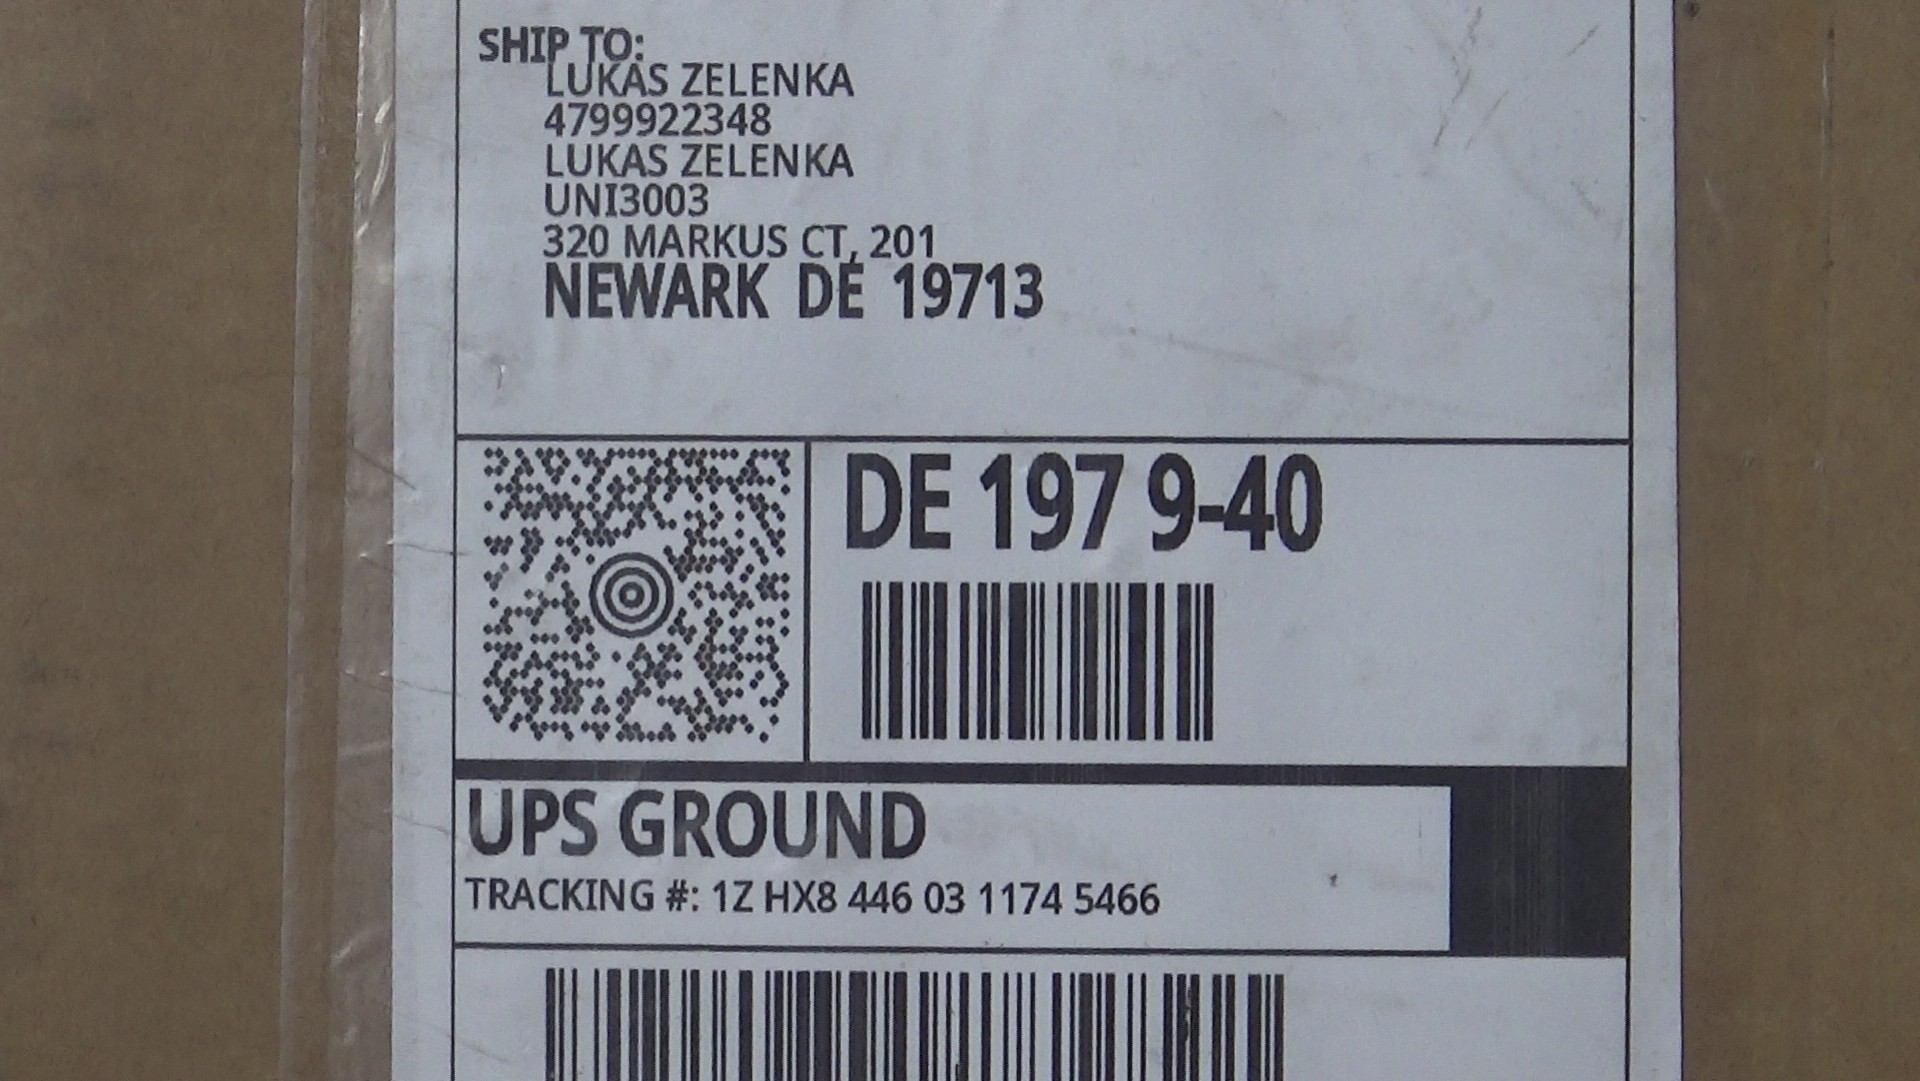 SHIP TO:
LUKAS ZELENKA
4799922348
LUKAS ZELENKA
UNI3003
320 MARKUS CT, 201
NEWARK DE 19713
DE 197 9-40
UPS GROUND
TRACKING #: 1Z HX8 446 03 1174 5466